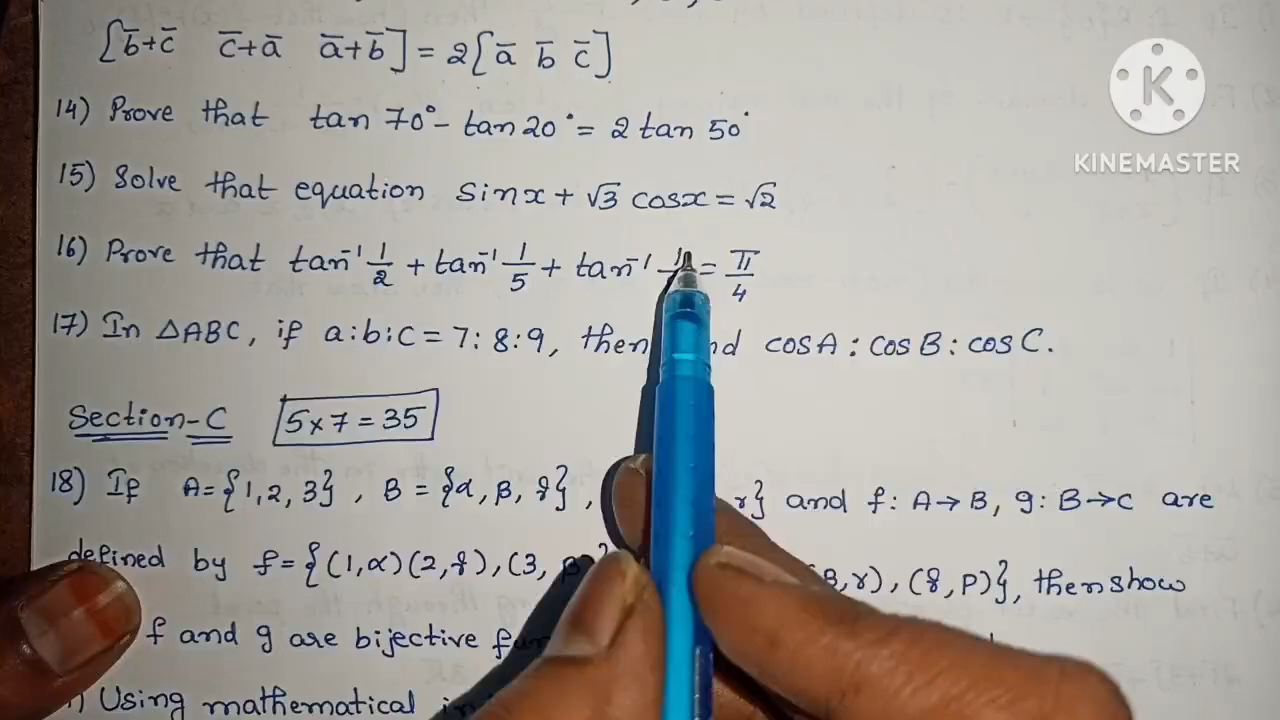 [b̄+c̄ c̄+ā ā+b̄] = 2[ā b̄ c̄]
14) Prove that tan 70° - tan 20° = 2 tan 50°
15) Solve that equation sinx + √3 cosx = √2
16) Prove that tan⁻¹ 1/2 + tan⁻¹ 1/5 + tan⁻¹ = π/4
17) In △ABC, if a:b:c = 7:8:9, then cosA : cosB : cosC.
Section-C 5×7=35
18) If A={1,2,3}, B={α,β,γ}, r} and f: A→B, g: B→C are
defined by f={(1,α)(2,γ),(3,β) (β,r),(γ,p)}, then show
f and g are bijective
Using mathematical
K
KINEMASTER